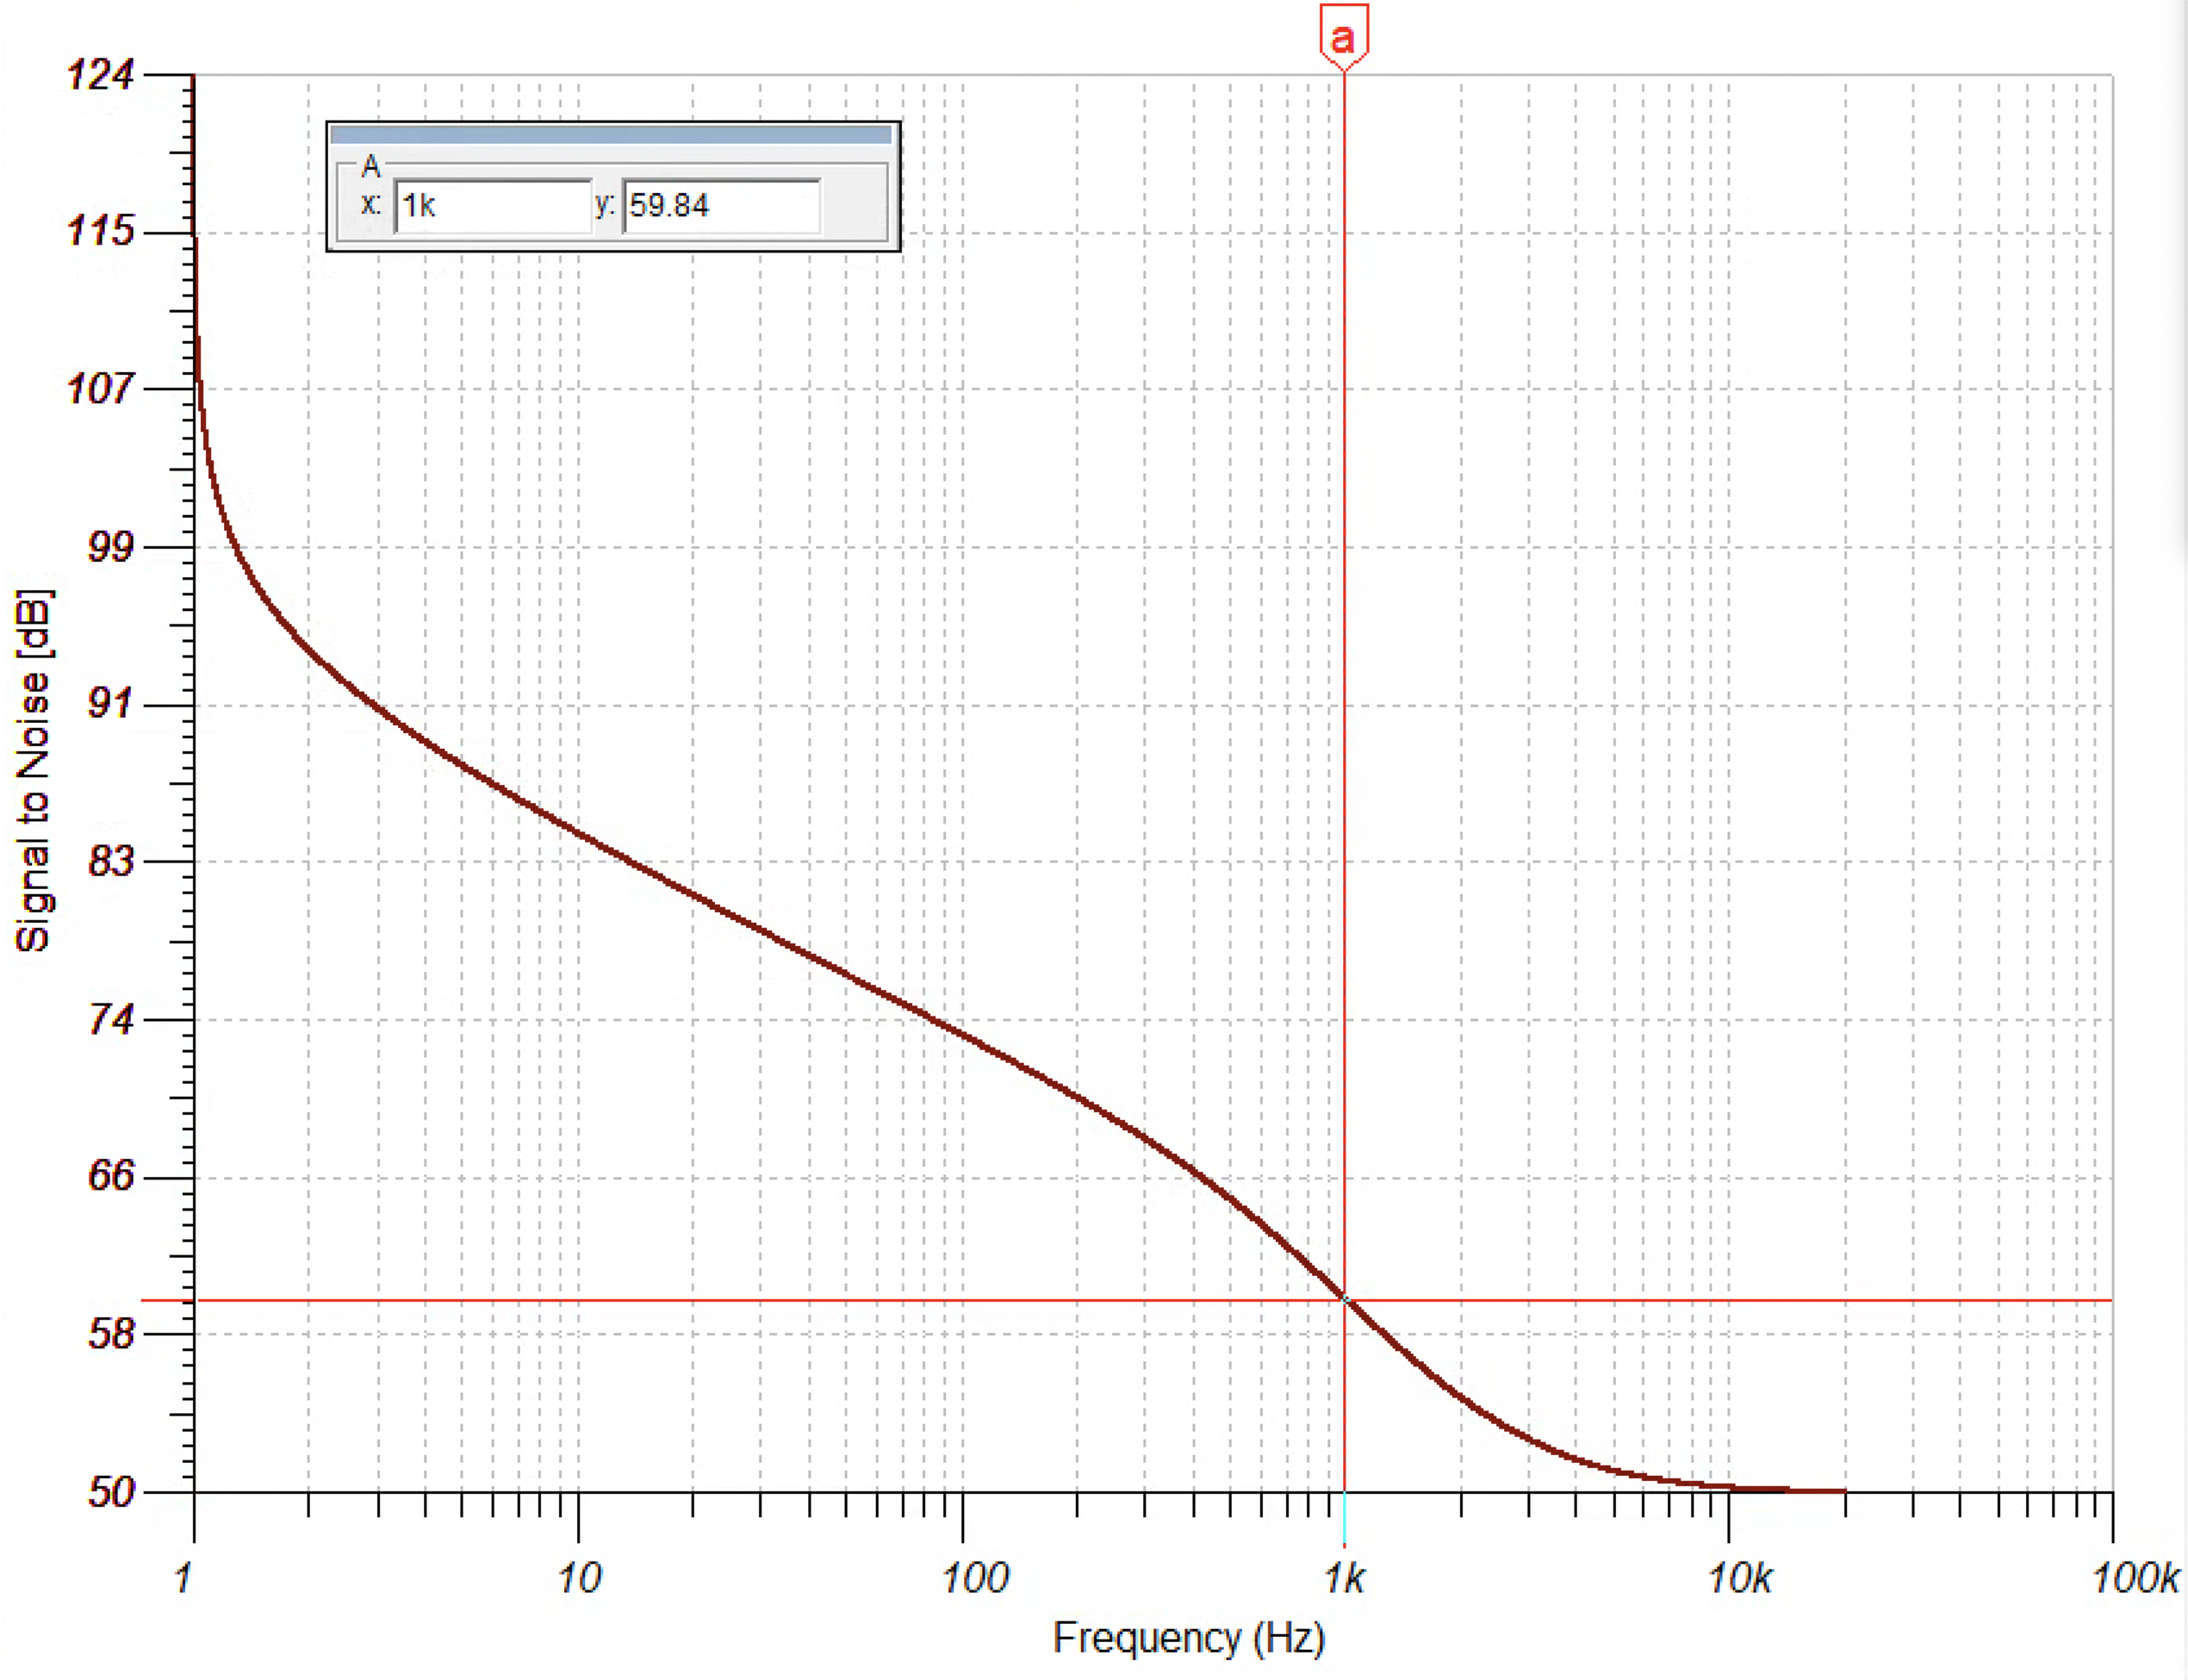 a
124
A
x: 1k y: 59.84
115
107
99
91
83
74
66
58
50
Signal to Noise [dB]
1 10 100 1k 10k 100k
Frequency (Hz)